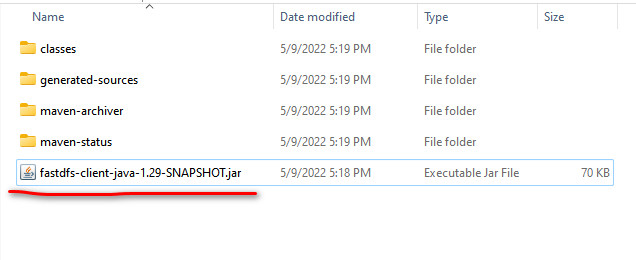 Name Date modified Type Size
classes 5/9/2022 5:19 PM File folder
generated-sources 5/9/2022 5:19 PM File folder
maven-archiver 5/9/2022 5:19 PM File folder
maven-status 5/9/2022 5:19 PM File folder
fastdfs-client-java-1.29-SNAPSHOT.jar 5/9/2022 5:18 PM Executable Jar File 70 KB